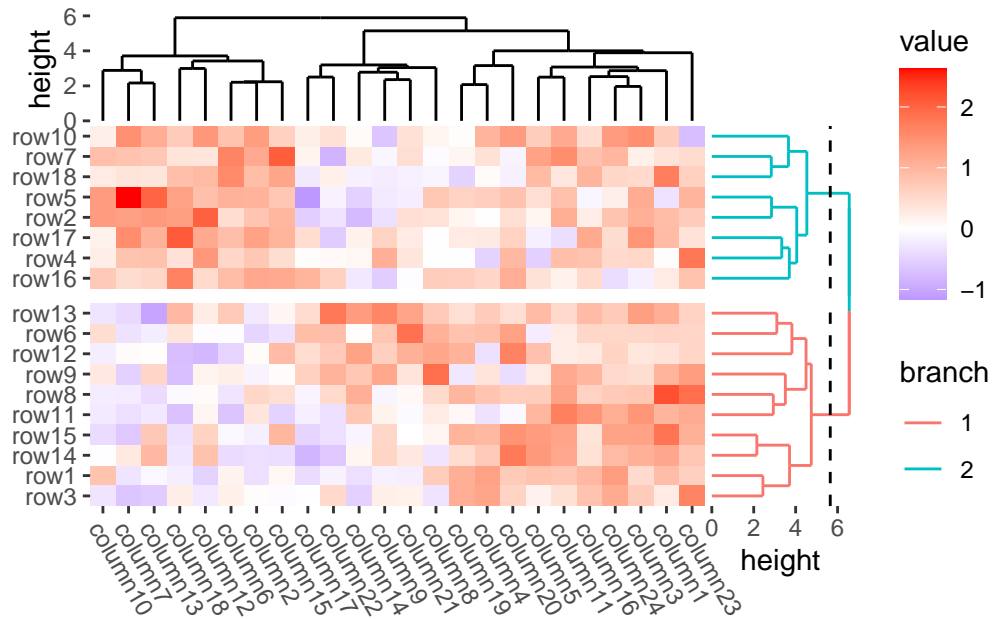 height
6
4
2
0
row10
row7
row18
row5
row2
row17
row4
row16
row13
row6
row12
row9
row8
row11
row15
row14
row1
row3
column10
column7
column13
column18
column12
column6
column2
column15
column17
column22
column14
column9
column21
column8
column19
column4
column20
column5
column11
column16
column24
column3
column1
column23
0 2 4 6
height
value
2
1
0
−1
branch
1
2